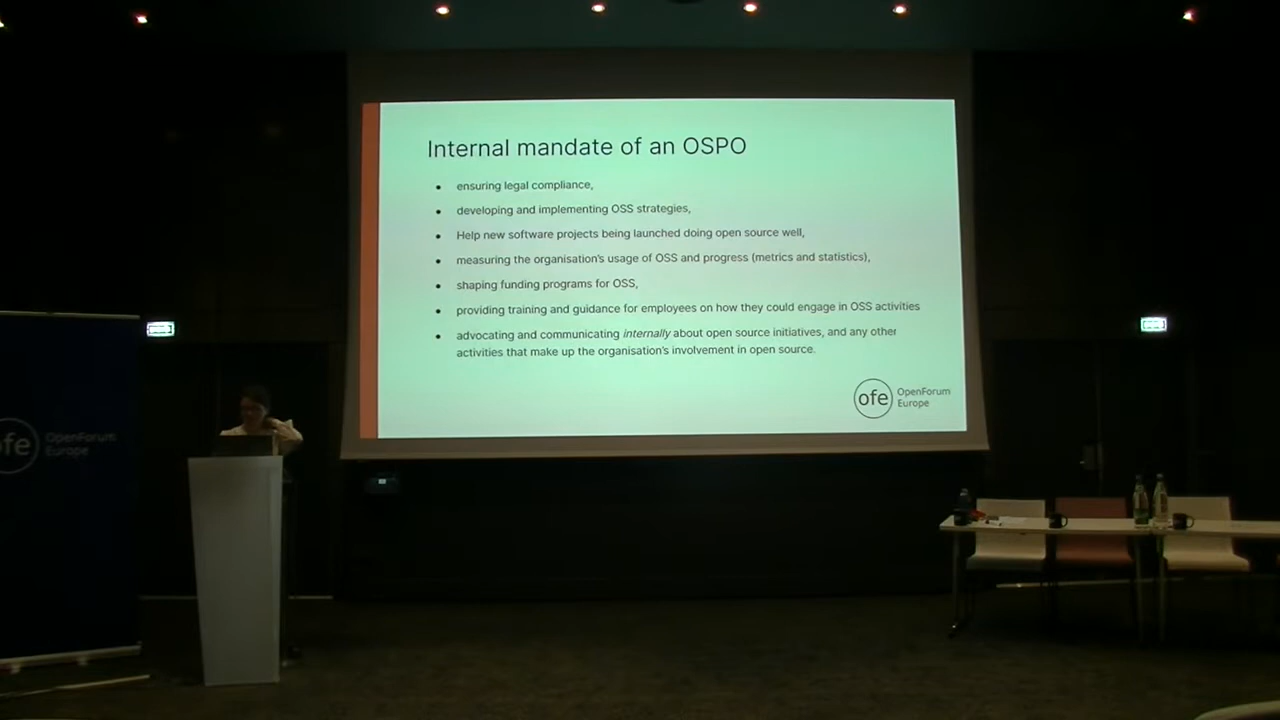 Internal mandate of an OSPO
ensuring legal compliance,
developing and implementing OSS strategies,
Help new software projects being launched doing open source well,
measuring the organisation's usage of OSS and progress (metrics and statistics),
shaping funding programs for OSS,
providing training and guidance for employees on how they could engage in OSS activities
advocating and communicating internally about open source initiatives, and any other
activities that make up the organisation's involvement in open source.
ofe OpenForum
Europe
ofe OpenForum
Europe